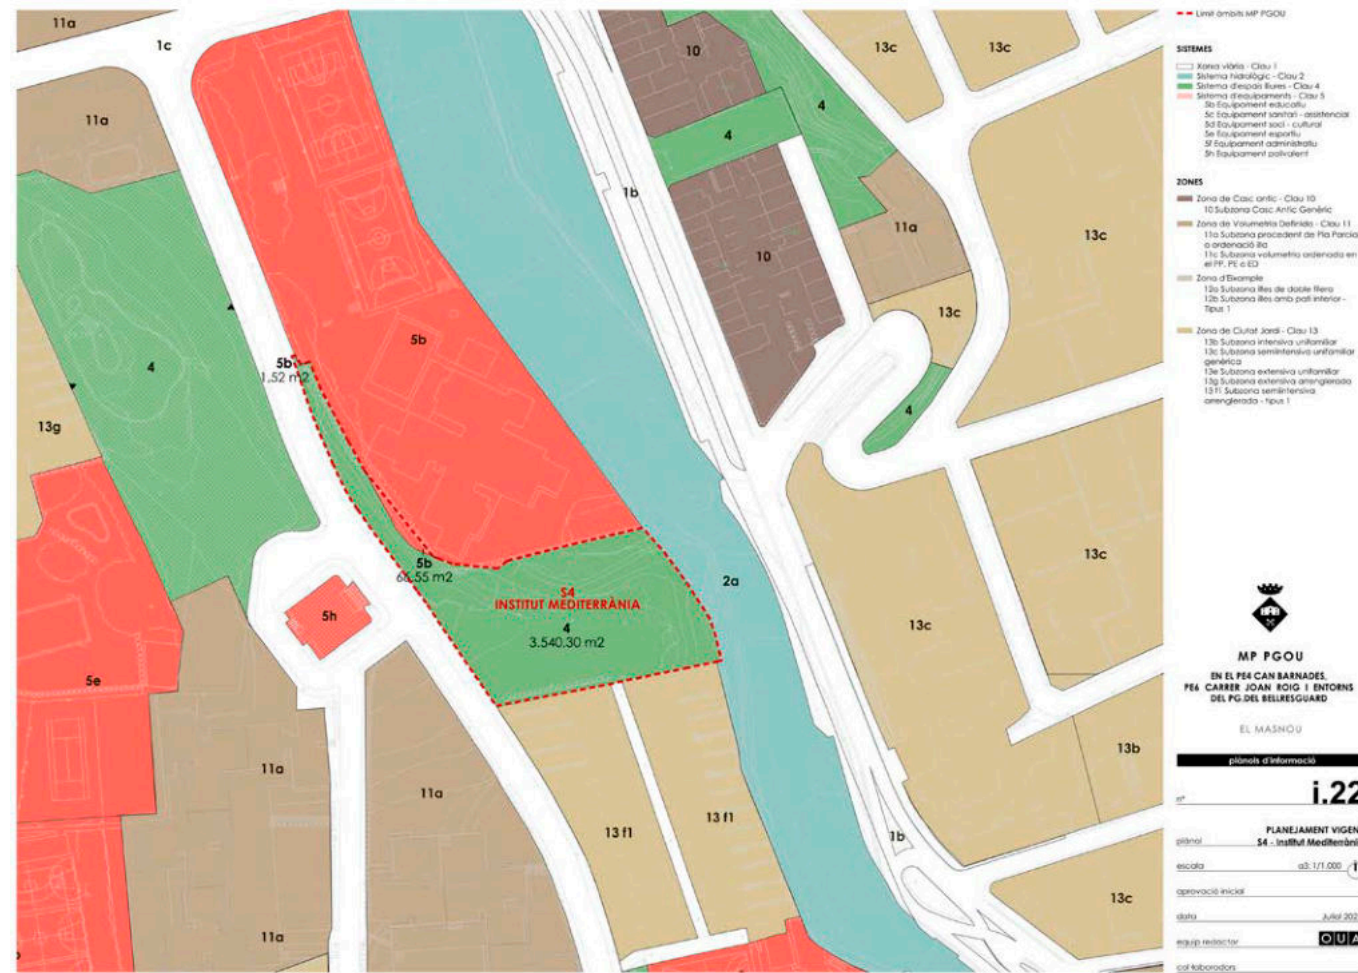 11a
1c
10
13c
13c
11a
4
4
1b
11a
13c
10
13c
5b
5b
1,52 m2
4
13g
4
5b
66,55 m2
S4
INSTITUT MEDITERRÀNIA
4
3.540,30 m2
2a
13c
13c
5h
5e
11a
11a
13b
13 f1
13 f1
1b
13c
11a
Límit àmbits MP PGOU
SISTEMES
Xarxa viària - Clau 1
Sistema hidrològic - Clau 2
Sistema d'espais lliures - Clau 4
Sistema d'equipaments - Clau 5
5b Equipament educatiu
5c Equipament sanitari - assistencial
5d Equipament soci - cultural
5e Equipament esportiu
5f Equipament administratiu
5h Equipament polivalent
ZONES
Zona de Casc antic - Clau 10
10 Subzona Casc Antic Genèric
Zona de Volumetria Definida - Clau 11
11a Subzona procedent de Pla Parcia
o ordenació illa
11c Subzona volumetria ordenada en
el PP, PE o ED
Zona d'Eixample
12a Subzona illes de doble filera
12b Subzona illes amb pati interior -
Tipus 1
Zona de Ciutat Jardí - Clau 13
13b Subzona intensiva unifamiliar
13c Subzona semiintensiva unifamiliar
genèrica
13e Subzona extensiva unifamiliar
13g Subzona extensiva arrenglerada
13 f1 Subzona semiintensiva
arrenglerada - tipus 1
MP PGOU
EN EL PE4 CAN BARNADES,
PE6 CARRER JOAN ROIG I ENTORNS
DEL PG.DEL BELLRESGUARD
EL MASNOU
plànols d'informació
nº i.22
PLANEJAMENT VIGEN
plànol S4 - Institut Mediterràni
escala a3: 1/1.000
aprovació inicial
data Juliol 202
equip redactor OUA
col·laboradors